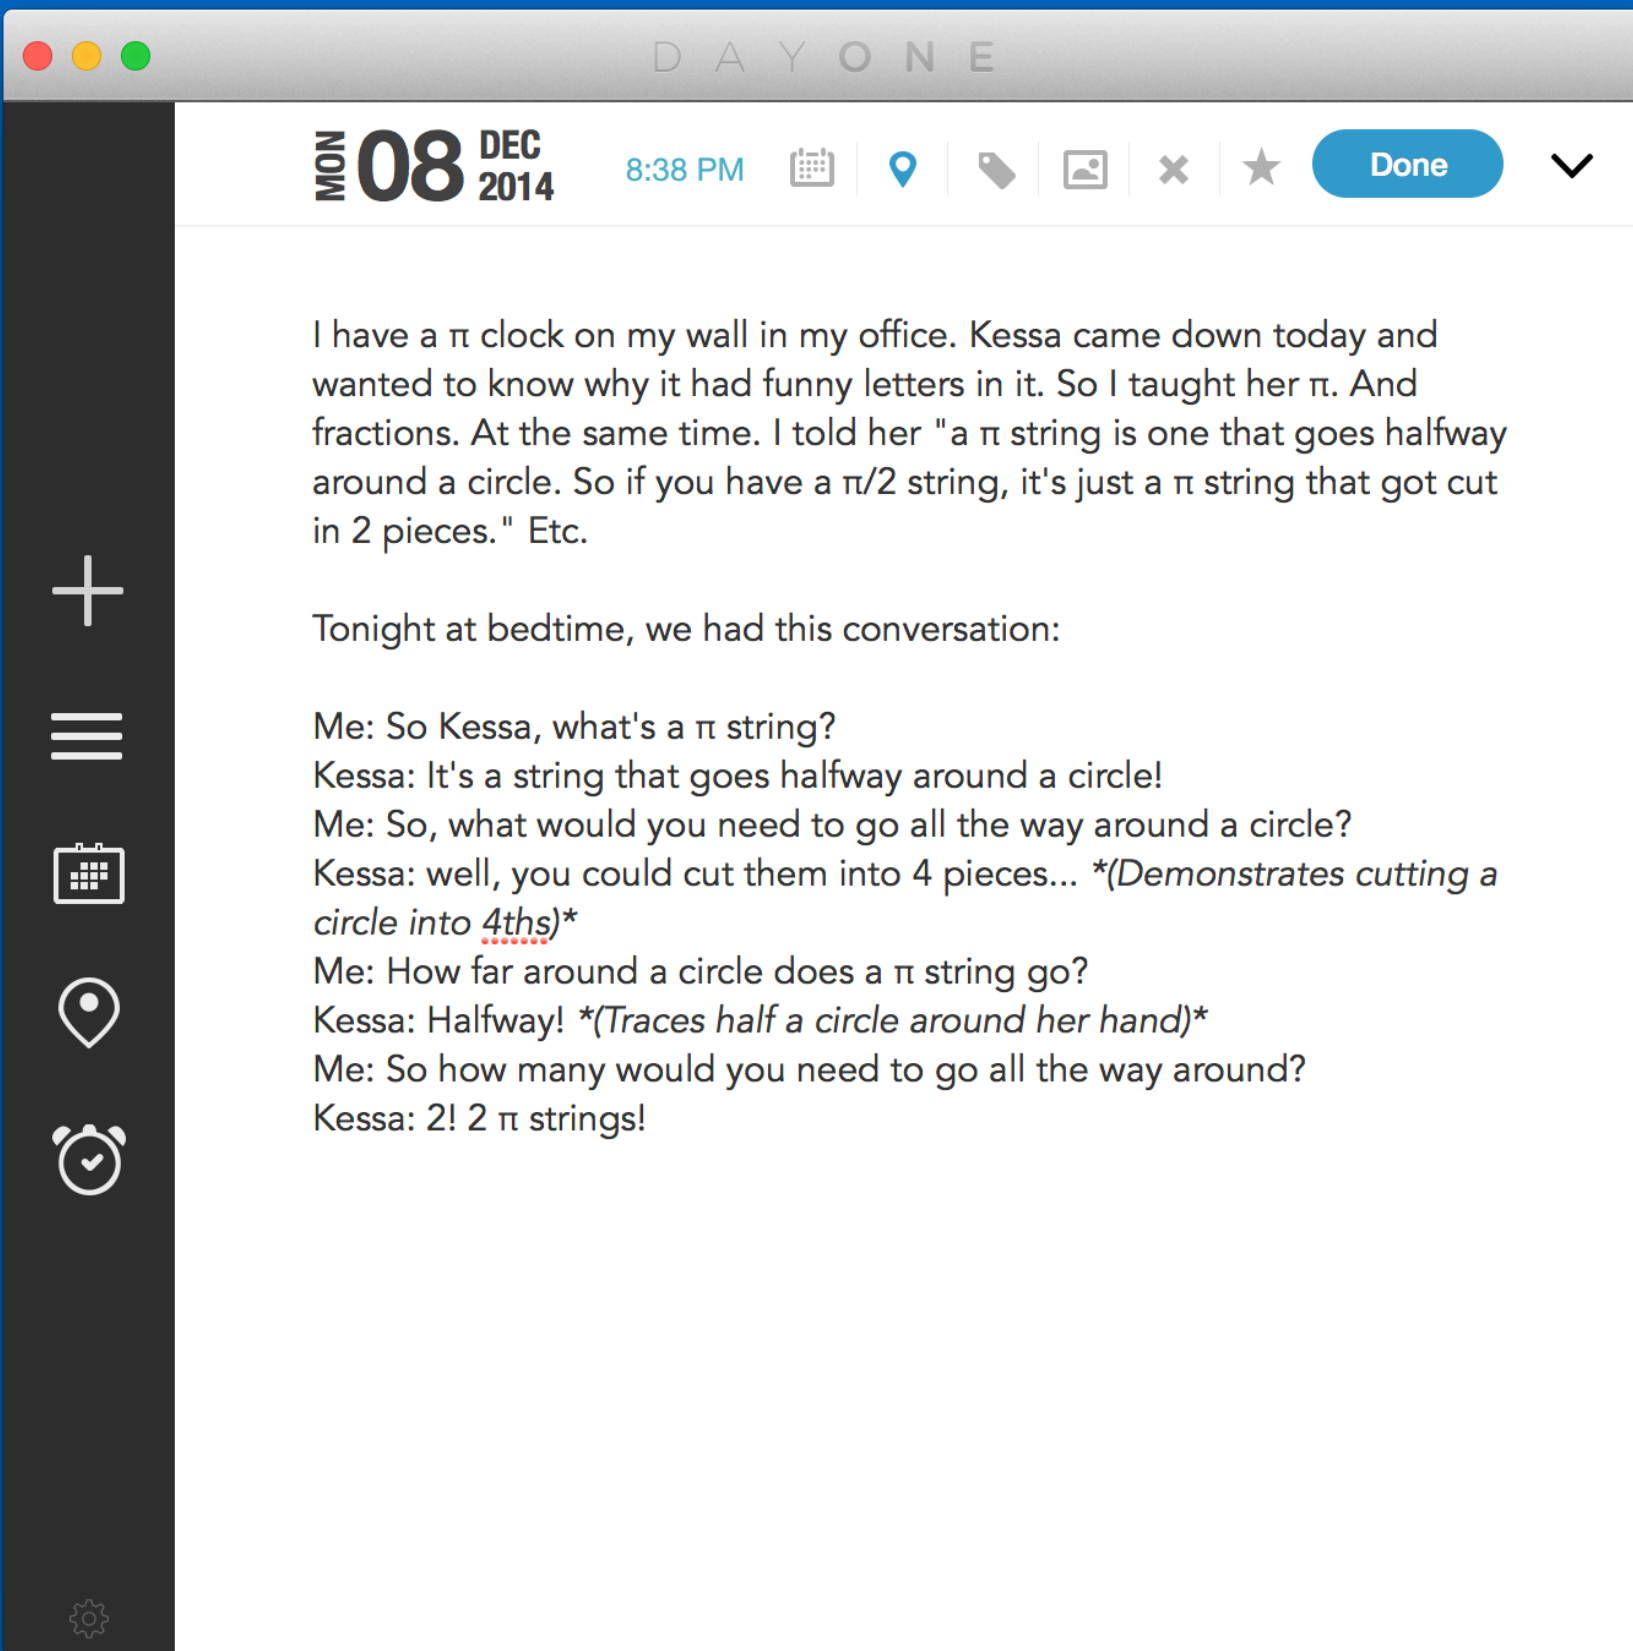 DAYONE
MON 08 DEC 2014 8:38 PM Done
I have a π clock on my wall in my office. Kessa came down today and
wanted to know why it had funny letters in it. So I taught her π. And
fractions. At the same time. I told her "a π string is one that goes halfway
around a circle. So if you have a π/2 string, it's just a π string that got cut
in 2 pieces." Etc.
Tonight at bedtime, we had this conversation:
Me: So Kessa, what's a π string?
Kessa: It's a string that goes halfway around a circle!
Me: So, what would you need to go all the way around a circle?
Kessa: well, you could cut them into 4 pieces... *(Demonstrates cutting a
circle into 4ths)*
Me: How far around a circle does a π string go?
Kessa: Halfway! *(Traces half a circle around her hand)*
Me: So how many would you need to go all the way around?
Kessa: 2! 2 π strings!